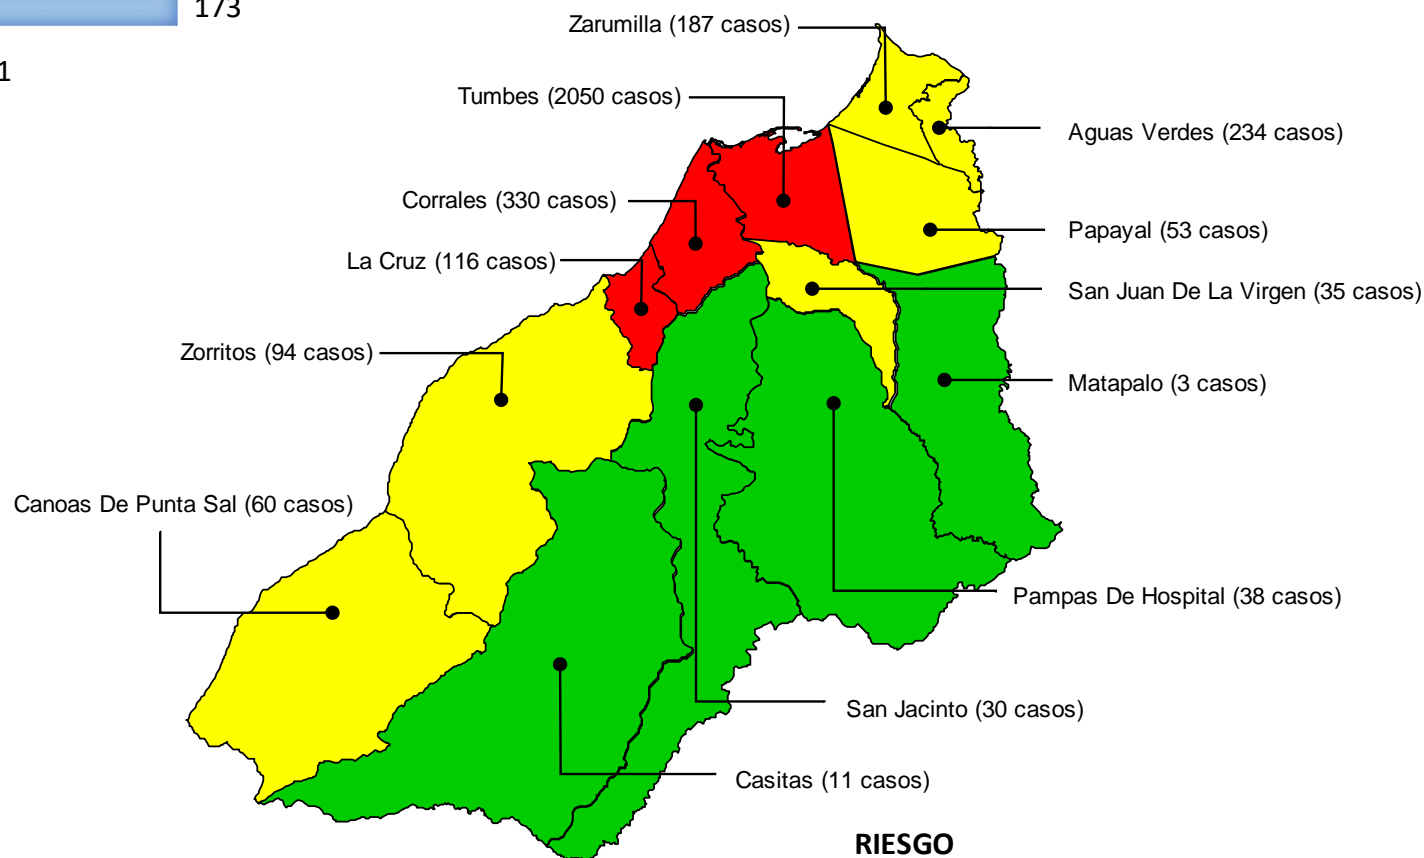 173
1
Zarumilla (187 casos)
Tumbes (2050 casos)
Aguas Verdes (234 casos)
Corrales (330 casos)
Papayal (53 casos)
La Cruz (116 casos)
San Juan De La Virgen (35 casos)
Zorritos (94 casos)
Matapalo (3 casos)
Canoas De Punta Sal (60 casos)
Pampas De Hospital (38 casos)
San Jacinto (30 casos)
Casitas (11 casos)
RIESGO